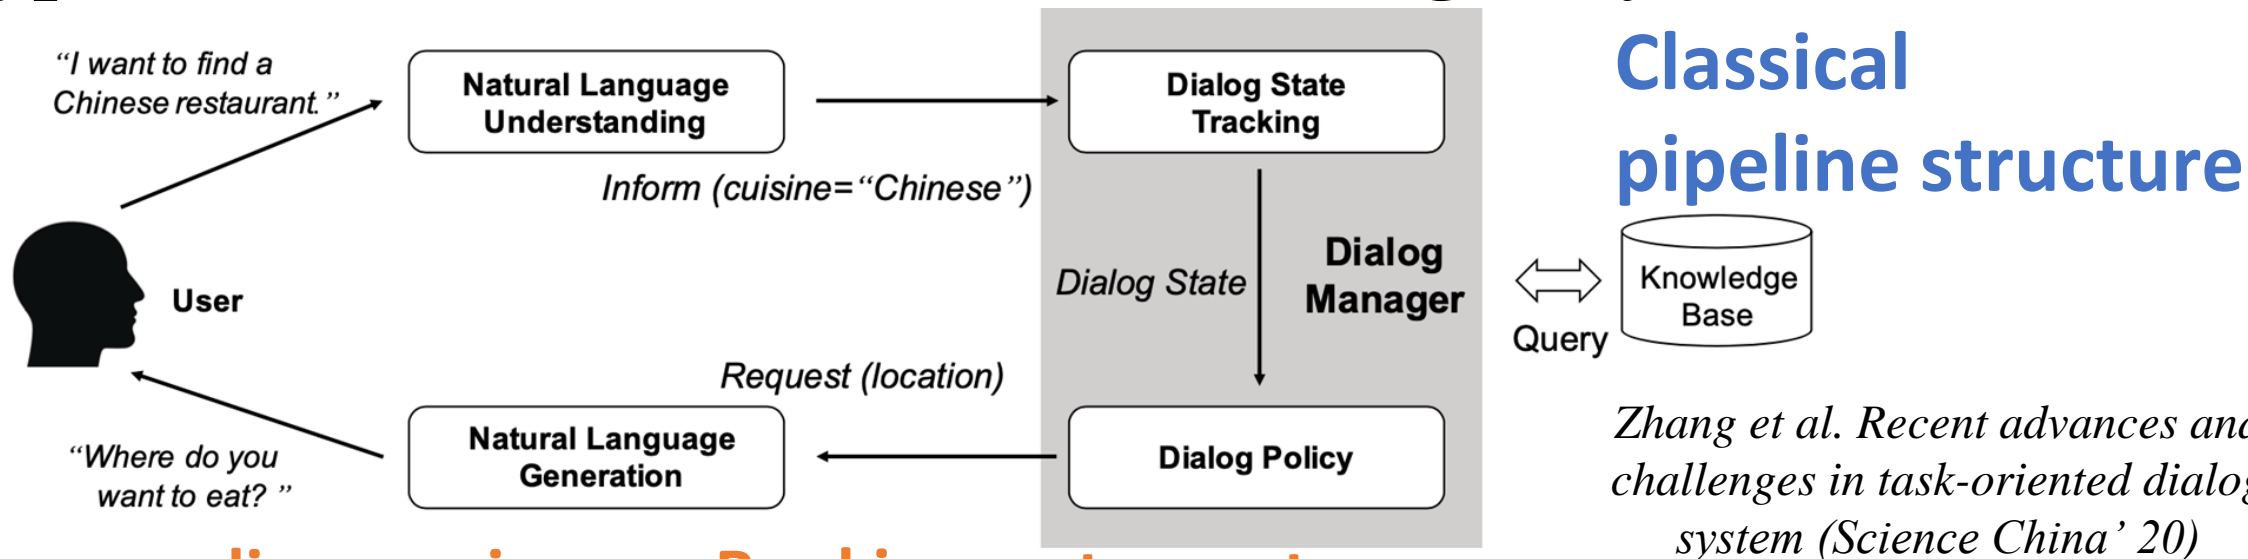 “I want to find a
Chinese restaurant.”
Natural Language
Understanding
Dialog State
Tracking
Classical
pipeline structure
Inform (cuisine=“Chinese”)
User
Dialog State
Dialog
Manager
Query
Knowledge
Base
Request (location)
“Where do you
want to eat? ”
Natural Language
Generation
Dialog Policy
Zhang et al. Recent advances and
challenges in task-oriented dialog
system (Science China’ 20)